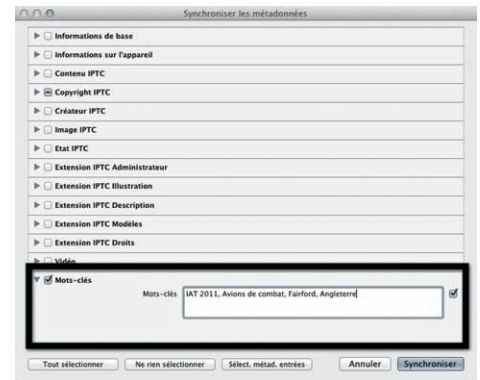 Synchroniser les métadonnées
Informations de base
Informations sur l'appareil
Contenu IPTC
Copyright IPTC
Créateur IPTC
Image IPTC
Etat IPTC
Extension IPTC Administrateur
Extension IPTC Illustration
Extension IPTC Description
Extension IPTC Modèles
Extension IPTC Droits
Vidéo
Mots-clés
Mots-clés IAT 2011, Avions de combat, Fairford, Angleterre
Tout sélectionner Ne rien sélectionner Sélect. métad. entrées Annuler Synchroniser